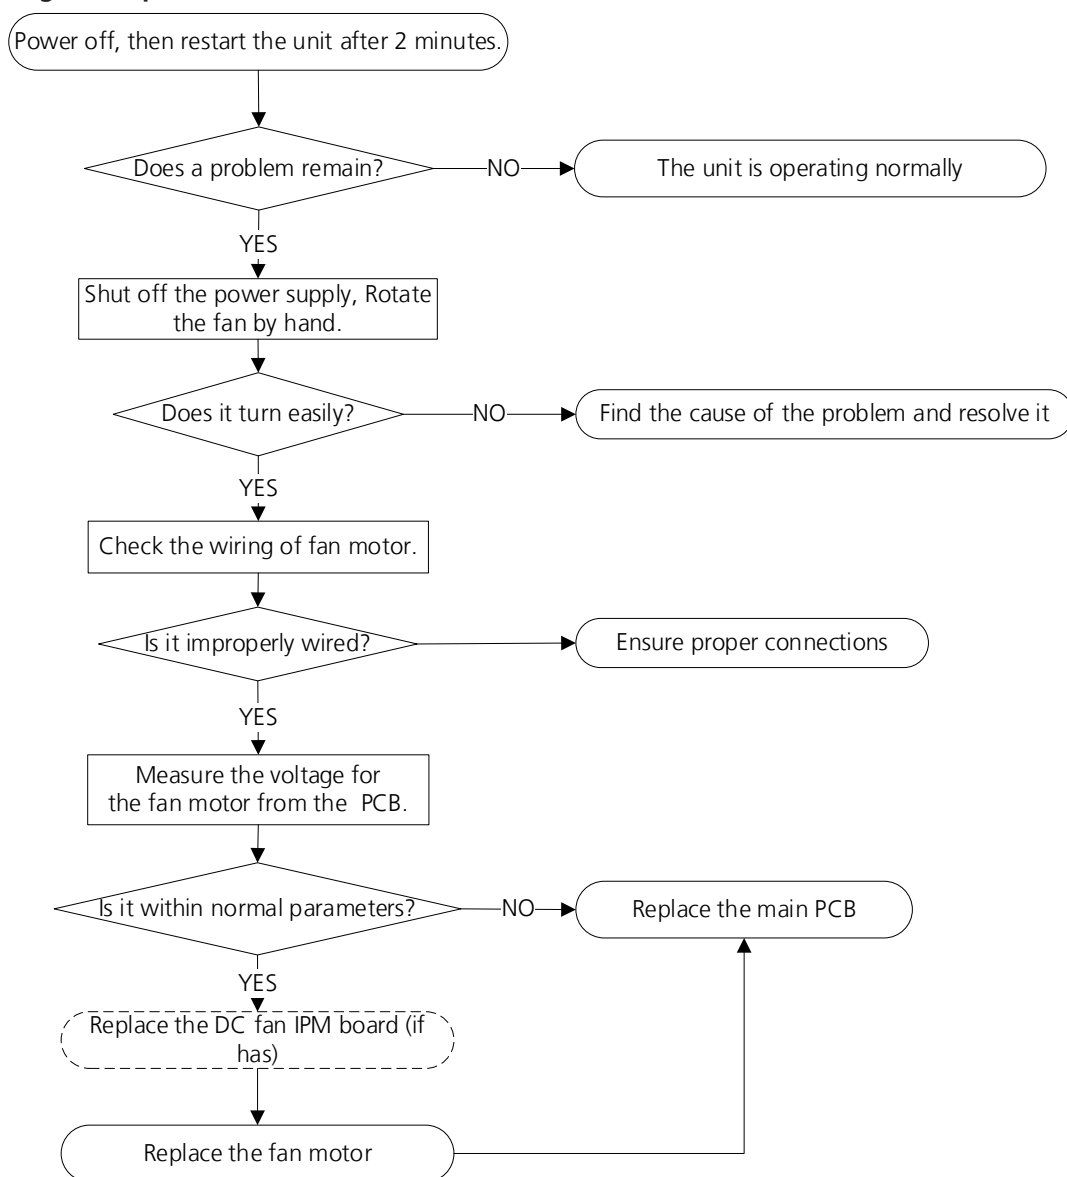 Power off, then restart the unit after 2 minutes.
Does a problem remain?
NO
The unit is operating normally
YES
Shut off the power supply, Rotate
the fan by hand.
Does it turn easily?
NO
Find the cause of the problem and resolve it
YES
Check the wiring of fan motor.
Is it improperly wired?
Ensure proper connections
YES
Measure the voltage for
the fan motor from the PCB.
Is it within normal parameters?
NO
Replace the main PCB
YES
Replace the DC fan IPM board (if
has)
Replace the fan motor